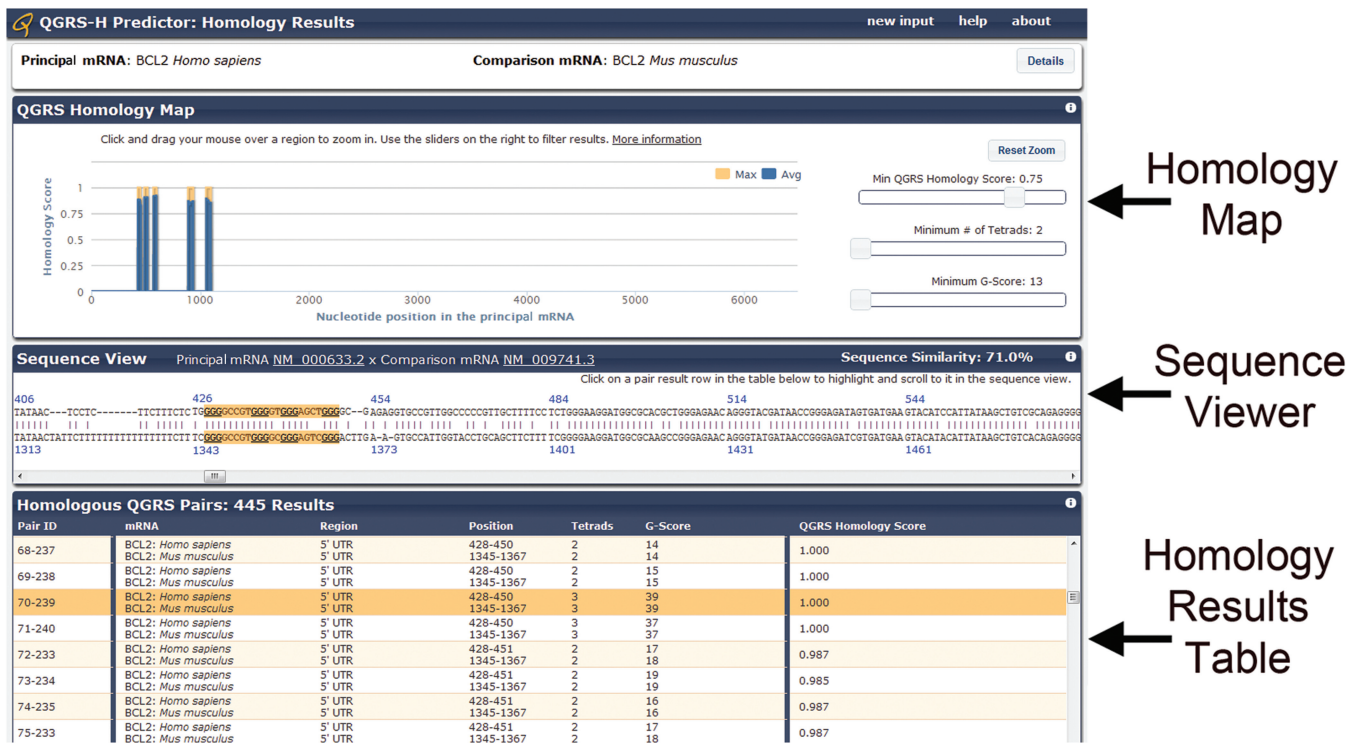 QGRS-H Predictor: Homology Results
new input help about
Principal mRNA: BCL2 Homo sapiens
Comparison mRNA: BCL2 Mus musculus
Details
QGRS Homology Map
Click and drag your mouse over a region to zoom in. Use the sliders on the right to filter results. More information
Reset Zoom
Max Avg
Min QGRS Homology Score: 0.75
Minimum # of Tetrads: 2
Minimum G-Score: 13
Homology Score
1
0.75
0.5
0.25
0
0 1000 2000 3000 4000 5000 6000
Nucleotide position in the principal mRNA
Homology
Map
Sequence View Principal mRNA NM_000633.2 x Comparison mRNA NM_009741.3 Sequence Similarity: 71.0%
Click on a pair result row in the table below to highlight and scroll to it in the sequence view.
406 426 454 484 514 544
TATAAC---TCCTC-------TTCTTTCTC TGGGGGCCGTGGGGTGGGAGCTGGGGC--G AGAGGTGCCGTTGGCCCCCGTTGCTTTTCC TCTGGGAAGGATGGCGCACGCTGGGAGAAC AGGGTACGATAACCGGGAGATAGTGATGAA GTACATCCATTATAAGCTGTCGCAGAGGGG
TATAACTATTCTTTTTTTTTTTTTTTCTTT TCGGGGCCGTGGGGCGGGAGTCGGGACTTG A-A-GTGCCATTGGTACCTGCAGCTTCTTT TCGGGGAAGGATGGCGCAAGCCGGGAGAAC AGGGTATGATAACCGGGAGATCGTGATGAA GTACATACATTATAAGCTGTCACAGAGGGG
1313 1343 1373 1401 1431 1461
Sequence
Viewer
Homologous QGRS Pairs: 445 Results
Pair ID mRNA Region Position Tetrads G-Score QGRS Homology Score
68-237 BCL2: Homo sapiens 5' UTR 428-450 2 14 1.000
BCL2: Mus musculus 5' UTR 1345-1367 2 14
69-238 BCL2: Homo sapiens 5' UTR 428-450 2 15 1.000
BCL2: Mus musculus 5' UTR 1345-1367 2 15
70-239 BCL2: Homo sapiens 5' UTR 428-450 3 39 1.000
BCL2: Mus musculus 5' UTR 1345-1367 3 39
71-240 BCL2: Homo sapiens 5' UTR 428-450 3 37 1.000
BCL2: Mus musculus 5' UTR 1345-1367 3 37
72-233 BCL2: Homo sapiens 5' UTR 428-451 2 17 0.987
BCL2: Mus musculus 5' UTR 1345-1367 2 18
73-234 BCL2: Homo sapiens 5' UTR 428-451 2 19 0.985
BCL2: Mus musculus 5' UTR 1345-1367 2 19
74-235 BCL2: Homo sapiens 5' UTR 428-451 2 16 0.987
BCL2: Mus musculus 5' UTR 1345-1367 2 16
75-233 BCL2: Homo sapiens 5' UTR 428-451 2 17 0.987
BCL2: Mus musculus 5' UTR 1345-1367 2 18
Homology
Results
Table